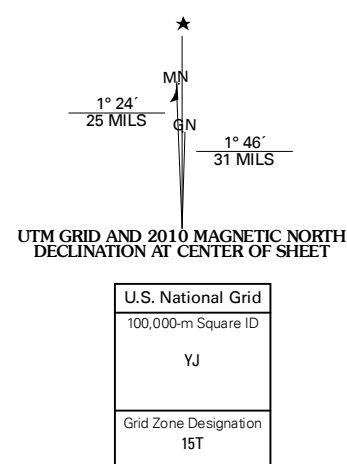 MN
1° 24´
25 MILS
GN
1° 46´
31 MILS
UTM GRID AND 2010 MAGNETIC NORTH
DECLINATION AT CENTER OF SHEET
U.S. National Grid
100,000-m Square ID
YJ
Grid Zone Designation
15T